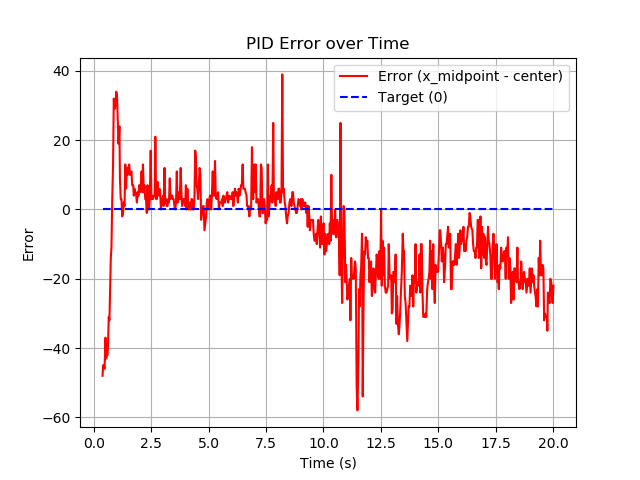 PID Error over Time
Error (x_midpoint - center)
Target (0)
40
20
0
−20
−40
−60
Error
0.0 2.5 5.0 7.5 10.0 12.5 15.0 17.5 20.0
Time (s)